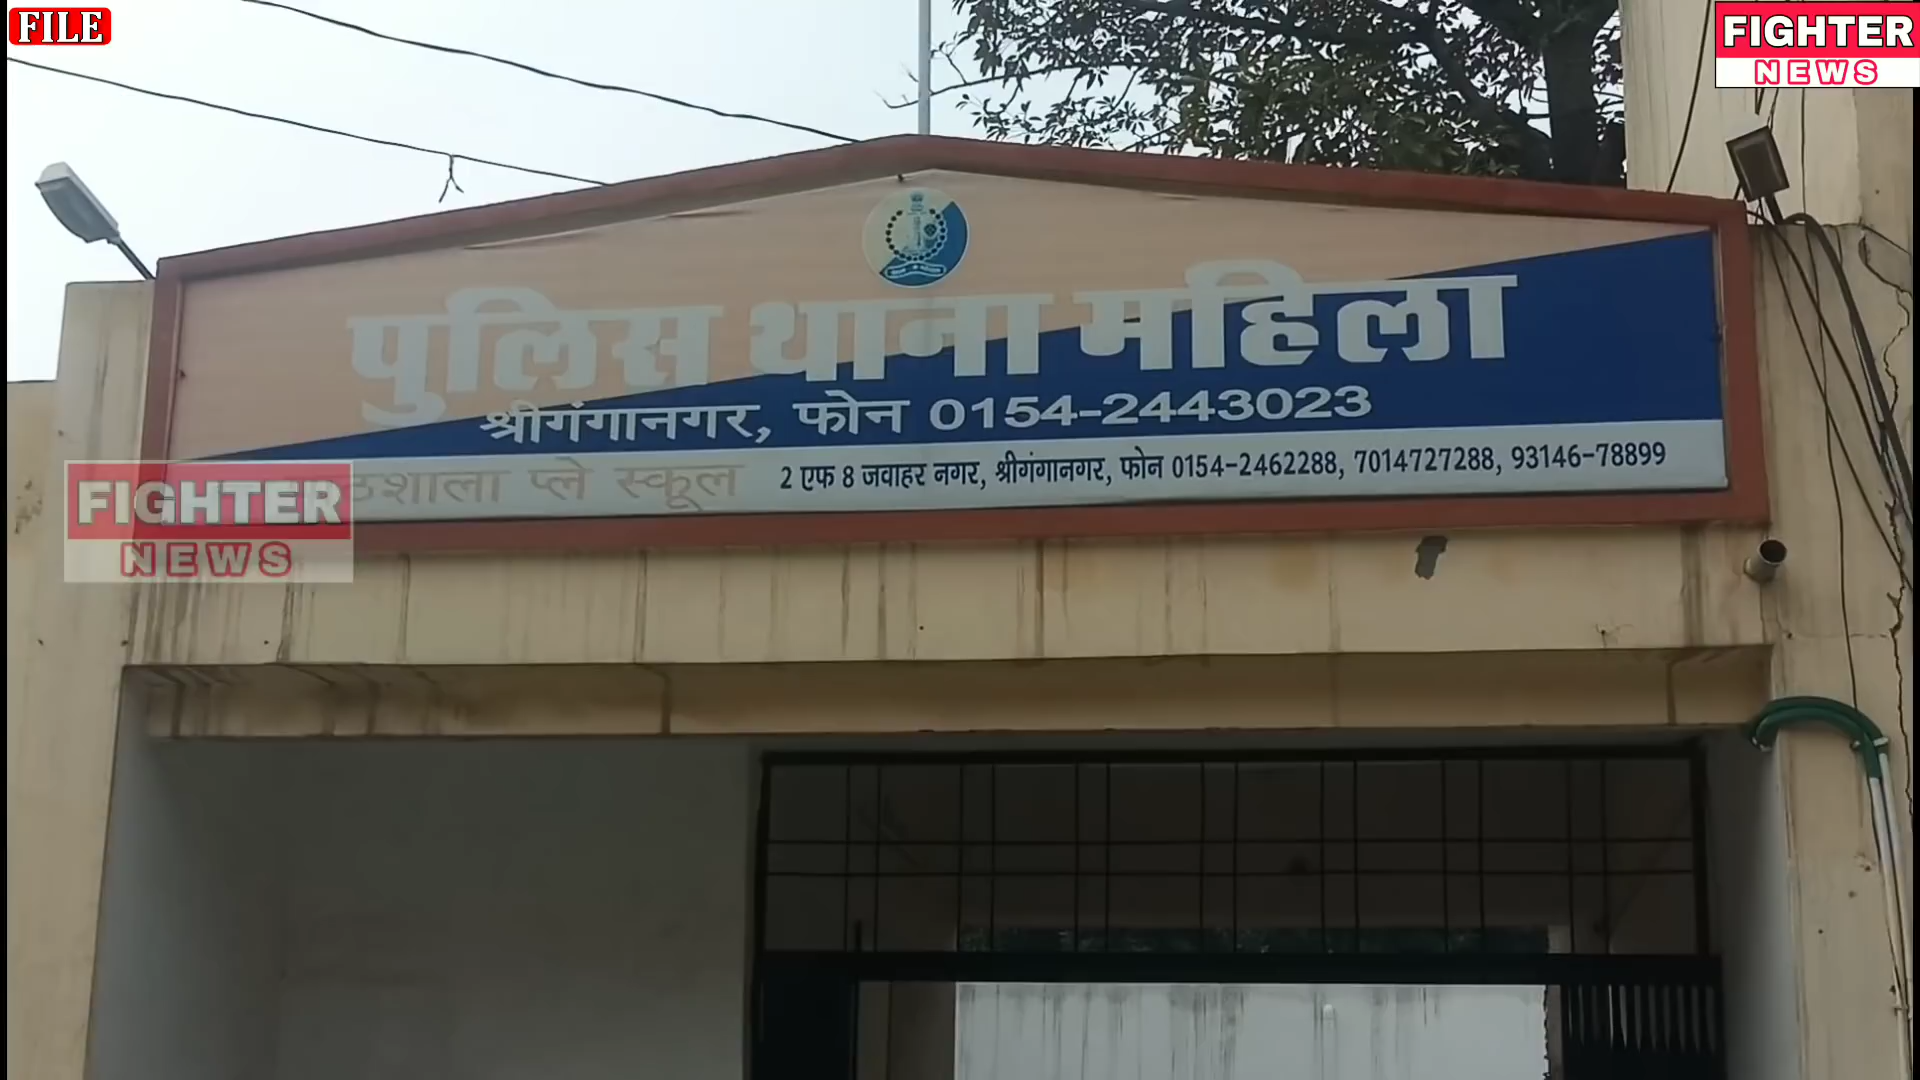 FILE
FIGHTER
NEWS
पुलिस थाना महिला
श्रीगंगानगर, फोन 0154-2443023
प्ले स्कूल 2 एफ 8 जवाहर नगर, श्रीगंगानगर, फोन 0154-2462288, 7014727288, 93146-78899
FIGHTER
NEWS